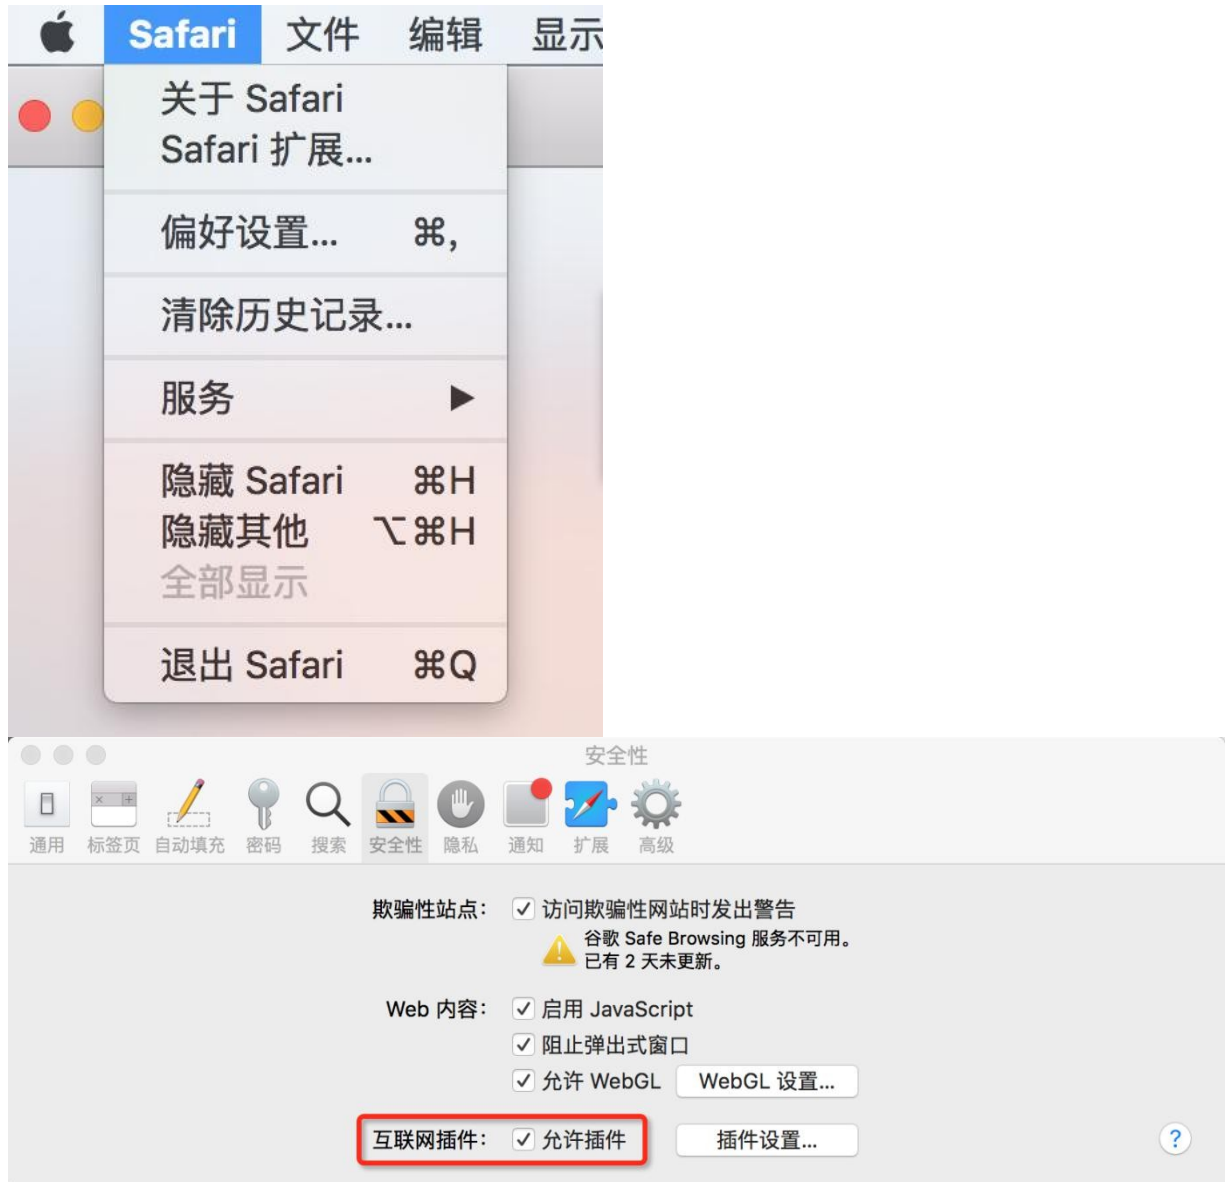 Safari 文件 编辑 显示
关于 Safari
Safari 扩展...
偏好设置... ⌘,
清除历史记录...
服务 ▶
隐藏 Safari ⌘H
隐藏其他 ⌥⌘H
全部显示
退出 Safari ⌘Q
安全性
通用 标签页 自动填充 密码 搜索 安全性 隐私 通知 扩展 高级
欺骗性站点： 访问欺骗性网站时发出警告
谷歌 Safe Browsing 服务不可用。
已有 2 天未更新。
Web 内容： 启用 JavaScript
阻止弹出式窗口
允许 WebGL WebGL 设置...
互联网插件： 允许插件 插件设置... ?